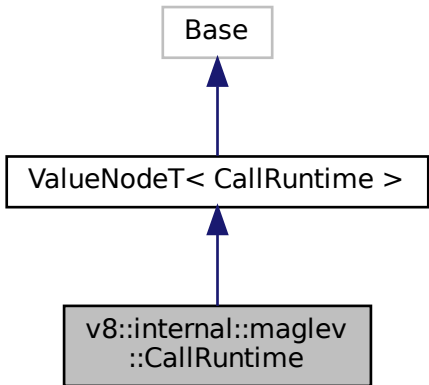 Base
ValueNodeT< CallRuntime >
v8::internal::maglev
::CallRuntime